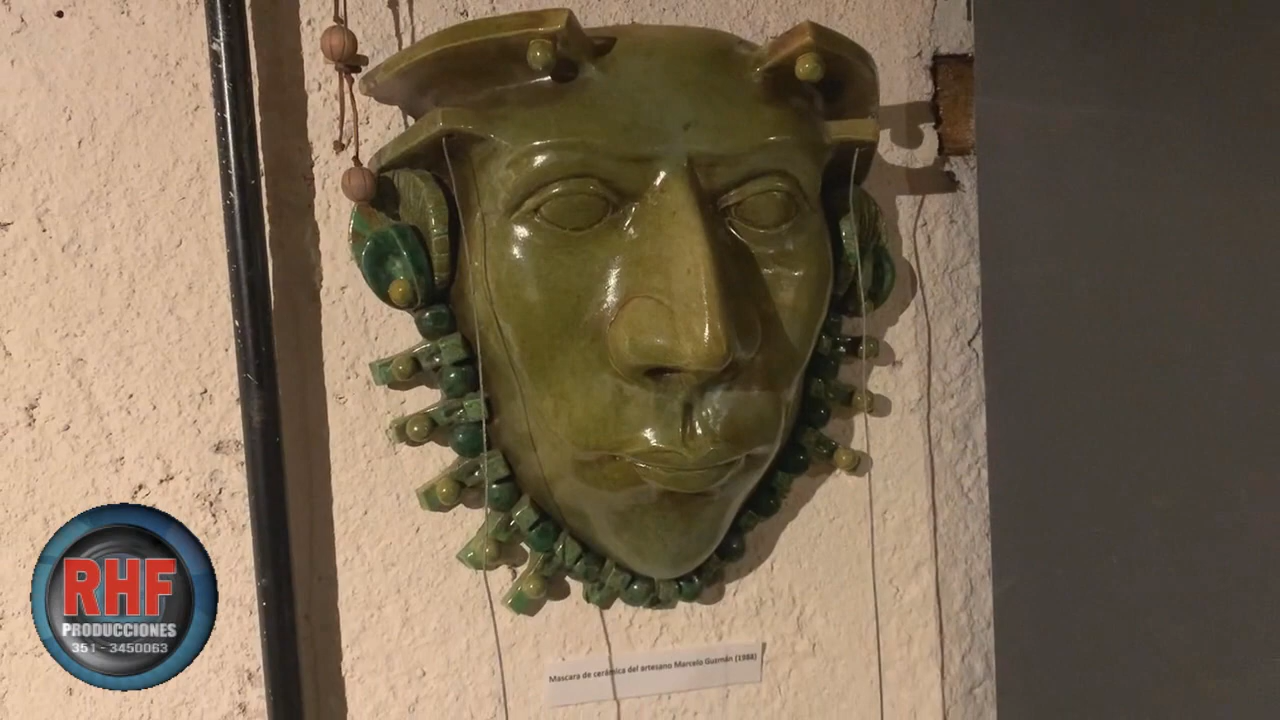 Mascara de cerámica del artesano Marcelo Guzmán (1988)
RHF
PRODUCCIONES
351 - 3450063